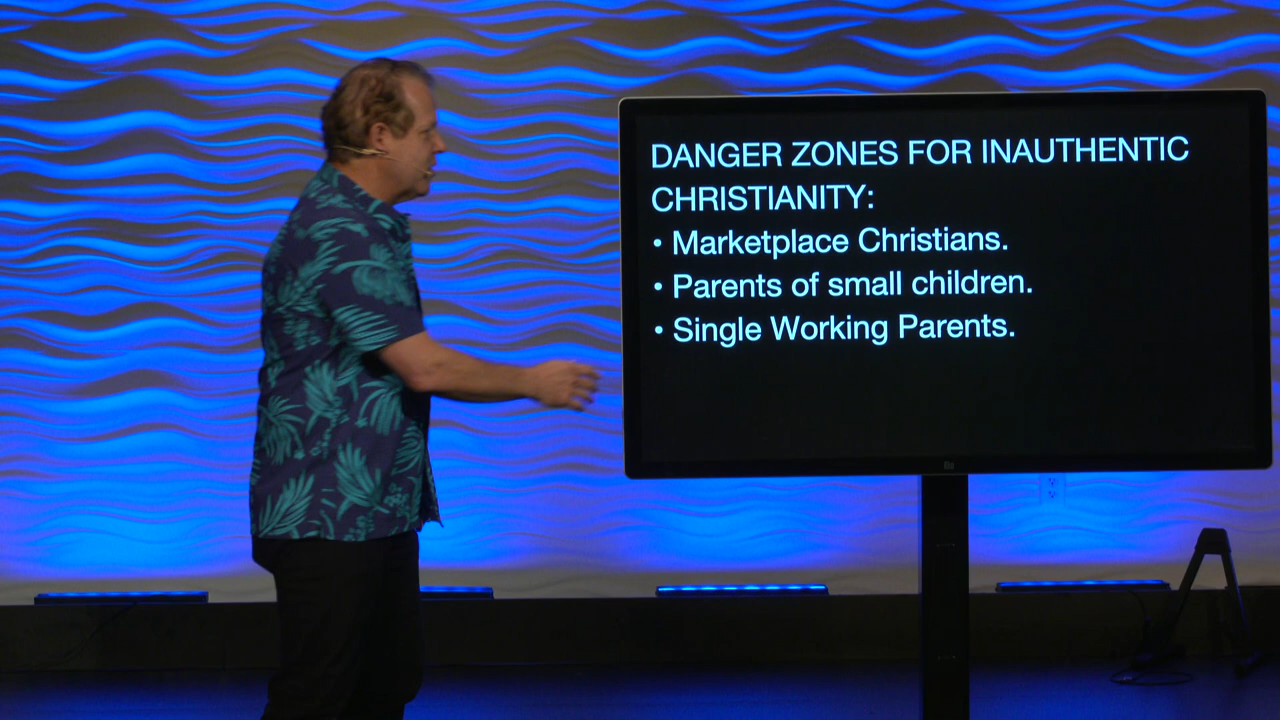 DANGER ZONES FOR INAUTHENTIC
CHRISTIANITY:
• Marketplace Christians.
• Parents of small children.
• Single Working Parents.